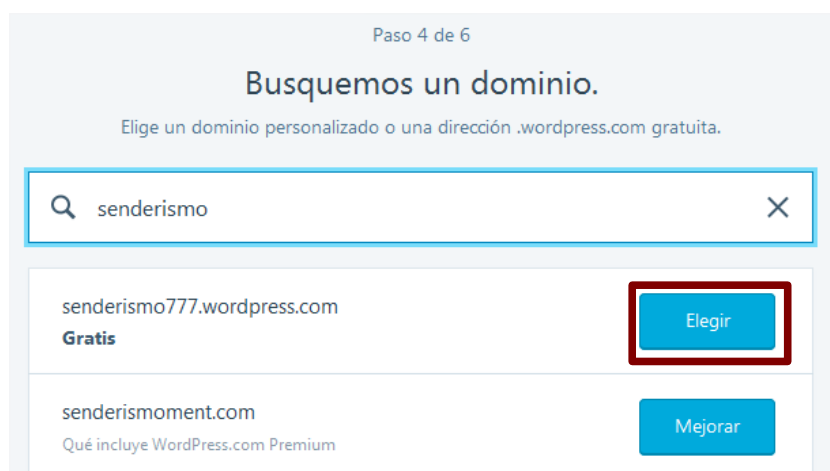 Paso 4 de 6
Busquemos un dominio.
Elige un dominio personalizado o una dirección .wordpress.com gratuita.
senderismo
senderismo777.wordpress.com
Gratis
Elegir
senderismoment.com
Qué incluye WordPress.com Premium
Mejorar